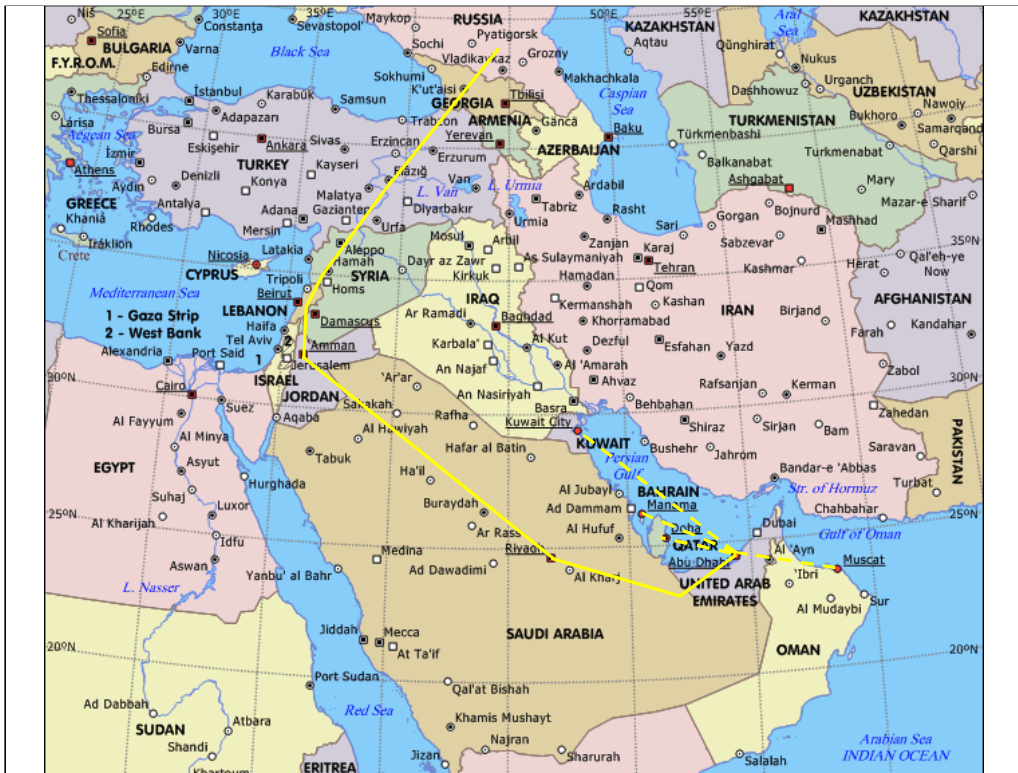 RUSSIA
50°E
KAZAKHSTAN
Aral
Sea
KAZAKHSTAN
Maykop
Pyatigorsk
Aqtau
35°E
Sevastopol'
Constanţa
Sofia
BULGARIA
Varna
Black Sea
Sochi
Vladikavkaz
Grozny
Qŭnghirat
Nukus
F.Y.R.O.M.
Edirne
Sokhumi
K'ut'aisi
Makhachkala
Caspian
Sea
Dashhowuz
Urganch
UZBEKISTAN
Thessaloníki
İstanbul
Karabük
Samsun
GEORGIA
Tbilisi
Nawoiy
Lárisa
Adapazarı
Trabzon
ARMENIA
Gäncä
Baku
Türkmenbashi
TURKMENISTAN
Bukhoro
Samarqand
Aegean Sea
Bursa
Eskişehir
Ankara
Sivas
Erzincan
Yerevan
AZERBAIJAN
Turkmenabat
Qarshi
İzmir
TURKEY
Kayseri
Erzurum
Balkanabat
Athens
Aydın
Denizli
Konya
Elâzığ
Van
L. Urmia
Ardabil
Ashgabat
Mary
GREECE
Antalya
Malatya
L. Van
Tabriz
Mazar-e Sharif
Khaniá
Rhodes
Adana
Gaziantep
Diyarbakır
Urmia
Rasht
Gorgan
Bojnurd
Mashhad
Iráklion
Mersin
Urfa
Sari
Crete
Nicosia
Latakia
Aleppo
Mosul
Arbil
Zanjan
Karaj
Sabzevar
35°N
CYPRUS
Hamah
Dayr az Zawr
As Sulaymaniyah
Tehran
Kashmar
Herat
Qal'eh-ye
Now
Tripoli
SYRIA
Kirkuk
Hamadan
Qom
Mediterranean Sea
Beirut
Homs
IRAQ
Kermanshah
Kashan
IRAN
Birjand
AFGHANISTAN
LEBANON
Damascus
Ar Ramadi
Baghdad
Khorramabad
Farah
Kandahar
1 - Gaza Strip
2 - West Bank
Haifa
Tel Aviv
2
'Amman
Karbala'
Al Kut
Dezful
Esfahan
Yazd
Alexandria
Port Said
1
Jerusalem
An Najaf
Al 'Amarah
Zabol
30°N
Cairo
ISRAEL
'Ar'ar
An Nasiriyah
Ahvaz
Rafsanjan
Kerman
30°N
Suez
JORDAN
Sakakah
Basra
Behbahan
Zahedan
Al Fayyum
Aqaba
Rafha
Kuwait City
Shiraz
Sirjan
Bam
Al Minya
Al Hawiyah
KUWAIT
Bushehr
Jahrom
Saravan
PAKISTAN
EGYPT
Asyut
Tabuk
Hafar al Batin
Persian
Gulf
Bandar-e 'Abbas
Suhaj
Hurghada
Ha'il
Al Jubayl
BAHRAIN
Str. of Hormuz
Turbat
Luxor
Buraydah
Ad Dammam
Manama
Chahbahar
25°N
Al Kharijah
Idfu
Ar Rass
Al Hufuf
Doha
Dubai
Gulf of Oman
25°N
Aswan
Medina
Riyadh
QATAR
Al 'Ayn
L. Nasser
Yanbu' al Bahr
Ad Dawadimi
Al Kharj
Abu Dhabi
Muscat
UNITED ARAB
EMIRATES
'Ibri
Al Mudaybi
Sur
Jiddah
Mecca
At Ta'if
SAUDI ARABIA
OMAN
20°N
20°N
Port Sudan
Qal'at Bishah
Ad Dabbah
Red Sea
Khamis Mushayt
SUDAN
Atbara
Najran
Sharurah
Arabian Sea
INDIAN OCEAN
Shandi
Jizan
Salalah
Khartoum
ERITREA